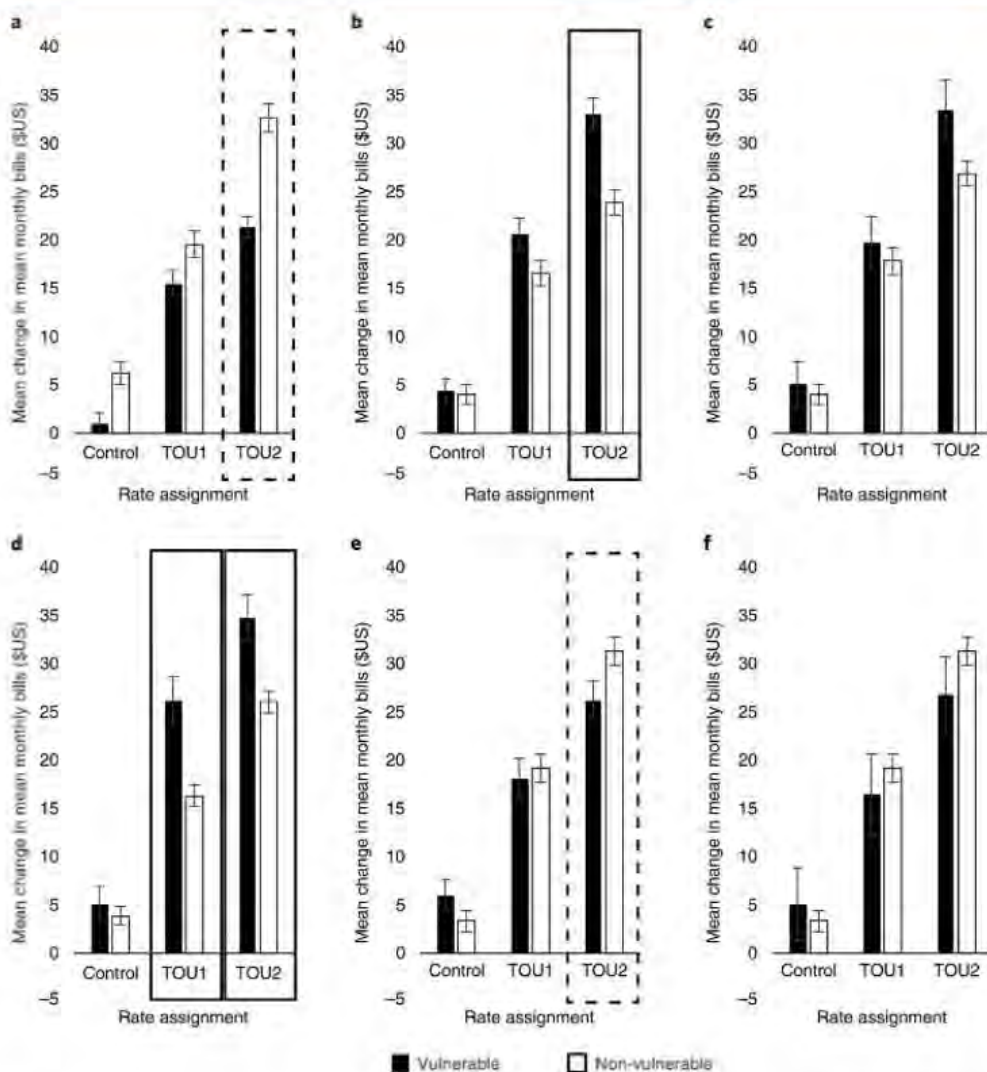 a
Mean change in mean monthly bills ($US)
40
35
30
25
20
15
10
5
0
–5
Control TOU1 TOU2
Rate assignment
b
Mean change in mean monthly bills ($US)
40
35
30
25
20
15
10
5
0
–5
Control TOU1 TOU2
Rate assignment
c
Mean change in mean monthly bills ($US)
40
35
30
25
20
15
10
5
0
–5
Control TOU1 TOU2
Rate assignment
d
Mean change in mean monthly bills ($US)
40
35
30
25
20
15
10
5
0
–5
Control TOU1 TOU2
Rate assignment
e
Mean change in mean monthly bills ($US)
40
35
30
25
20
15
10
5
0
–5
Control TOU1 TOU2
Rate assignment
f
Mean change in mean monthly bills ($US)
40
35
30
25
20
15
10
5
0
–5
Control TOU1 TOU2
Rate assignment
Vulnerable Non-vulnerable